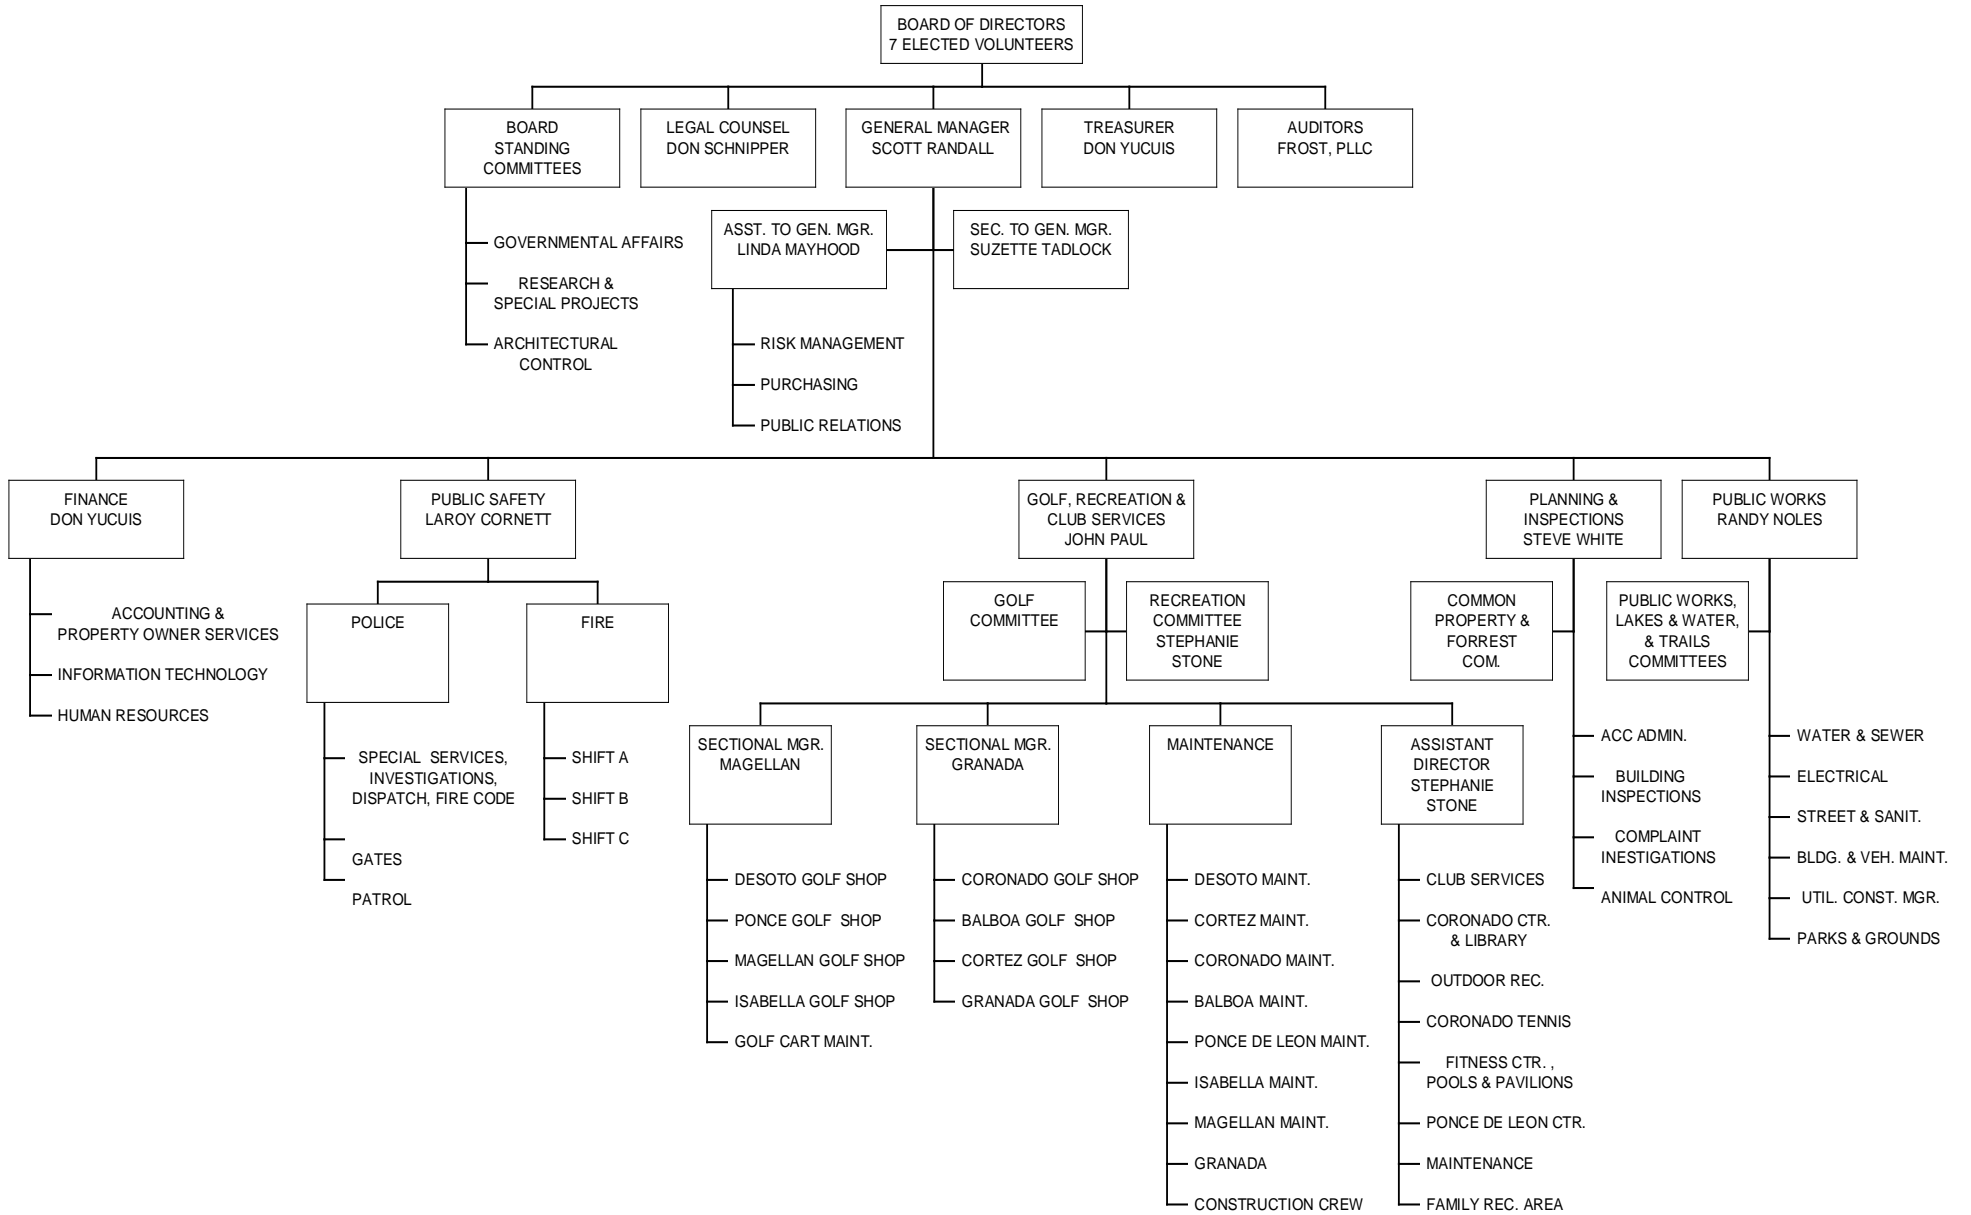 BOARD OF DIRECTORS
7 ELECTED VOLUNTEERS
BOARD
STANDING
COMMITTEES
LEGAL COUNSEL
DON SCHNIPPER
GENERAL MANAGER
SCOTT RANDALL
TREASURER
DON YUCUIS
AUDITORS
FROST, PLLC
GOVERNMENTAL AFFAIRS
RESEARCH &
SPECIAL PROJECTS
ARCHITECTURAL
CONTROL
ASST. TO GEN. MGR.
LINDA MAYHOOD
SEC. TO GEN. MGR.
SUZETTE TADLOCK
RISK MANAGEMENT
PURCHASING
PUBLIC RELATIONS
FINANCE
DON YUCUIS
ACCOUNTING &
PROPERTY OWNER SERVICES
INFORMATION TECHNOLOGY
HUMAN RESOURCES
PUBLIC SAFETY
LAROY CORNETT
POLICE
SPECIAL SERVICES,
INVESTIGATIONS,
DISPATCH, FIRE CODE
GATES
PATROL
FIRE
SHIFT A
SHIFT B
SHIFT C
GOLF, RECREATION &
CLUB SERVICES
JOHN PAUL
GOLF
COMMITTEE
RECREATION
COMMITTEE
STEPHANIE
STONE
SECTIONAL MGR.
MAGELLAN
DESOTO GOLF SHOP
PONCE GOLF SHOP
MAGELLAN GOLF SHOP
ISABELLA GOLF SHOP
GOLF CART MAINT.
SECTIONAL MGR.
GRANADA
CORONADO GOLF SHOP
BALBOA GOLF SHOP
CORTEZ GOLF SHOP
GRANADA GOLF SHOP
MAINTENANCE
DESOTO MAINT.
CORTEZ MAINT.
CORONADO MAINT.
BALBOA MAINT.
PONCE DE LEON MAINT.
ISABELLA MAINT.
MAGELLAN MAINT.
GRANADA
CONSTRUCTION CREW
ASSISTANT
DIRECTOR
STEPHANIE
STONE
CLUB SERVICES
CORONADO CTR.
& LIBRARY
OUTDOOR REC.
CORONADO TENNIS
FITNESS CTR. ,
POOLS & PAVILIONS
PONCE DE LEON CTR.
MAINTENANCE
FAMILY REC. AREA
PLANNING &
INSPECTIONS
STEVE WHITE
COMMON
PROPERTY &
FORREST
COM.
ACC ADMIN.
BUILDING
INSPECTIONS
COMPLAINT
INESTIGATIONS
ANIMAL CONTROL
PUBLIC WORKS
RANDY NOLES
PUBLIC WORKS,
LAKES & WATER,
& TRAILS
COMMITTEES
WATER & SEWER
ELECTRICAL
STREET & SANIT.
BLDG. & VEH. MAINT.
UTIL. CONST. MGR.
PARKS & GROUNDS